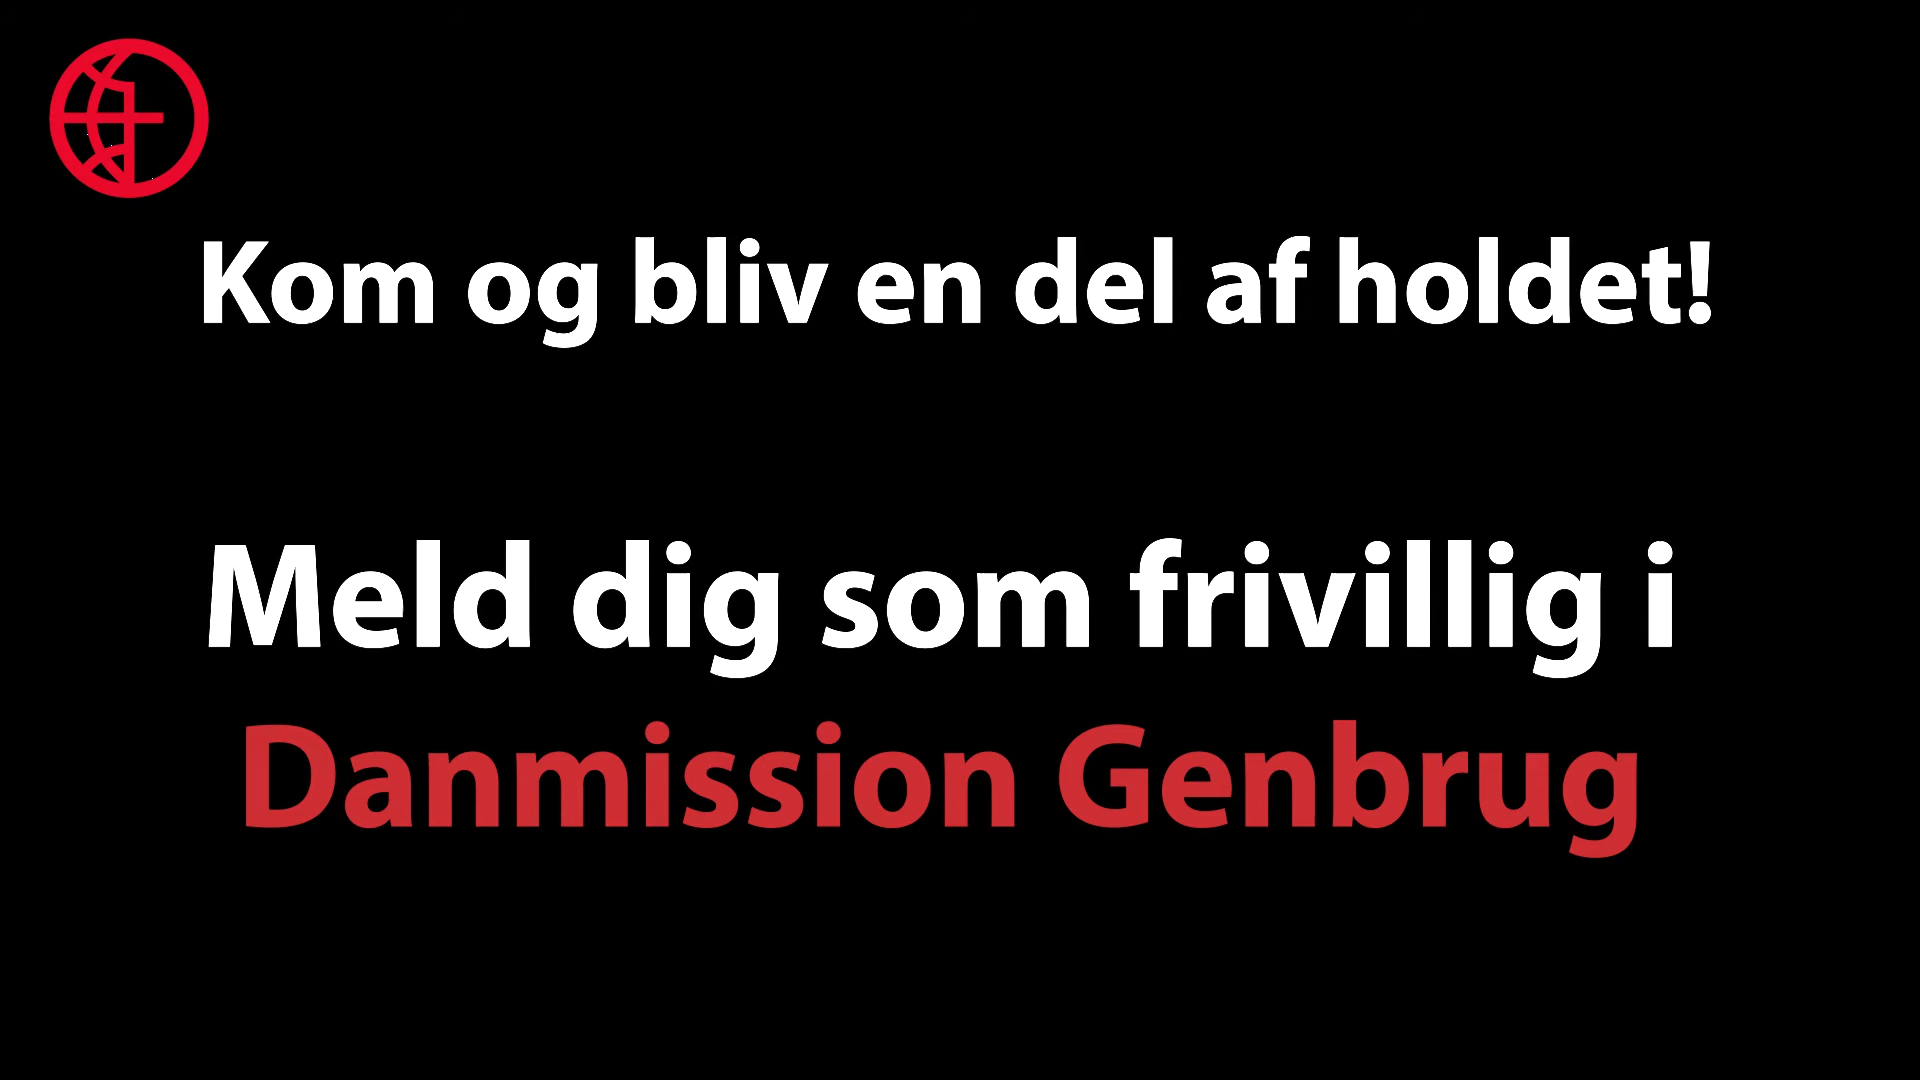 Kom og bliv en del af holdet!
Meld dig som frivillig i
Danmission Genbrug